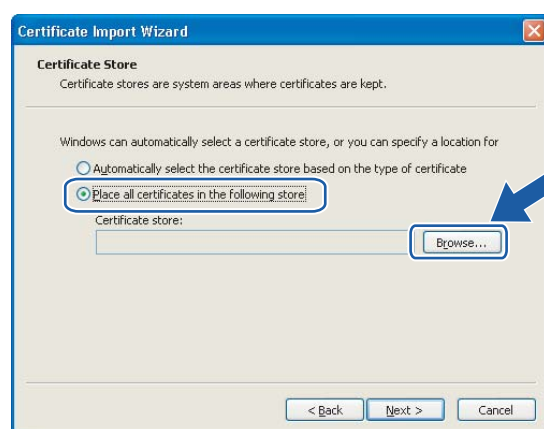 Certificate Import Wizard
Certificate Store
Certificate stores are system areas where certificates are kept.
Windows can automatically select a certificate store, or you can specify a location for
Automatically select the certificate store based on the type of certificate
Place all certificates in the following store
Certificate store:
Browse...
< Back Next > Cancel